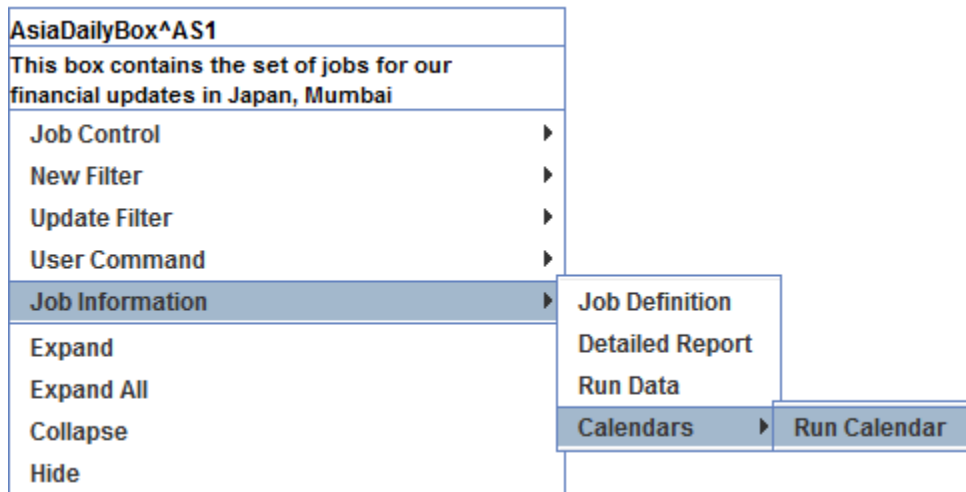 AsiaDailyBox^AS1
This box contains the set of jobs for our
financial updates in Japan, Mumbai
Job Control
New Filter
Update Filter
User Command
Job Information
Expand
Expand All
Collapse
Hide
Job Definition
Detailed Report
Run Data
Calendars
Run Calendar